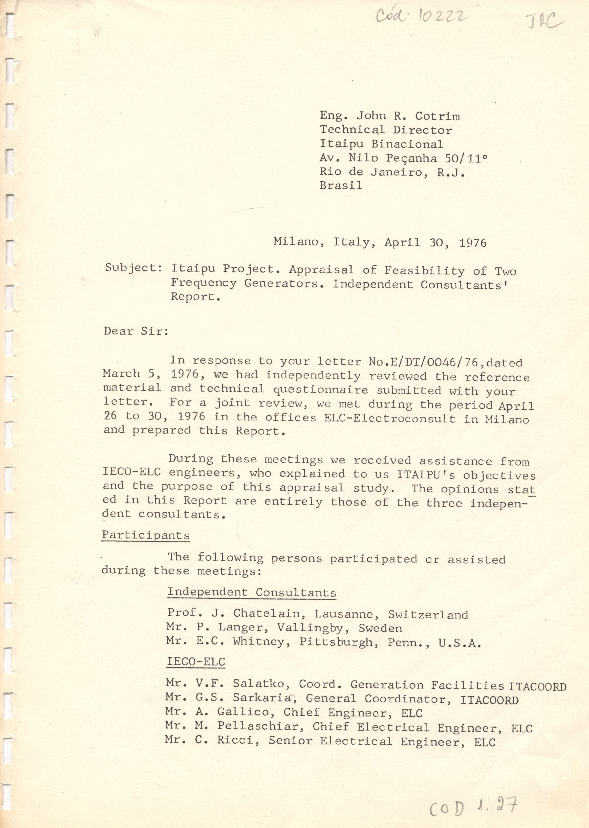 Cód 10222
JRC
Eng. John R. Cotrim
Technical Director
Itaipu Binacional
Av. Nilo Peçanha 50/11º
Rio de Janeiro, R.J.
Brasil
Milano, Italy, April 30, 1976
Subject: Itaipu Project. Appraisal of Feasibility of Two
Frequency Generators. Independent Consultants'
Report.
Dear Sir:
In response to your letter No.E/DT/0046/76,dated
March 5, 1976, we had independently reviewed the reference
material and technical questionnaire submitted with your
letter. For a joint review, we met during the period April
26 to 30, 1976 in the offices ELC-Electroconsult in Milano
and prepared this Report.
During these meetings we received assistance from
IECO-ELC engineers, who explained to us ITAIPU's objectives
and the purpose of this appraisal study. The opinions stat
ed in this Report are entirely those of the three indepen-
dent consultants.
Participants
The following persons participated or assisted
during these meetings:
Independent Consultants
Prof. J. Chatelain, Lausanne, Switzerland
Mr. P. Langer, Vallingby, Sweden
Mr. E.C. Whitney, Pittsburgh, Penn., U.S.A.
IECO-ELC
Mr. V.F. Salatko, Coord. Generation Facilities ITACOORD
Mr. G.S. Sarkaria, General Coordinator, ITACOORD
Mr. A. Gallico, Chief Engineer, ELC
Mr. M. Pellaschiar, Chief Electrical Engineer, ELC
Mr. C. Ricci, Senior Electrical Engineer, ELC
COD 1.27